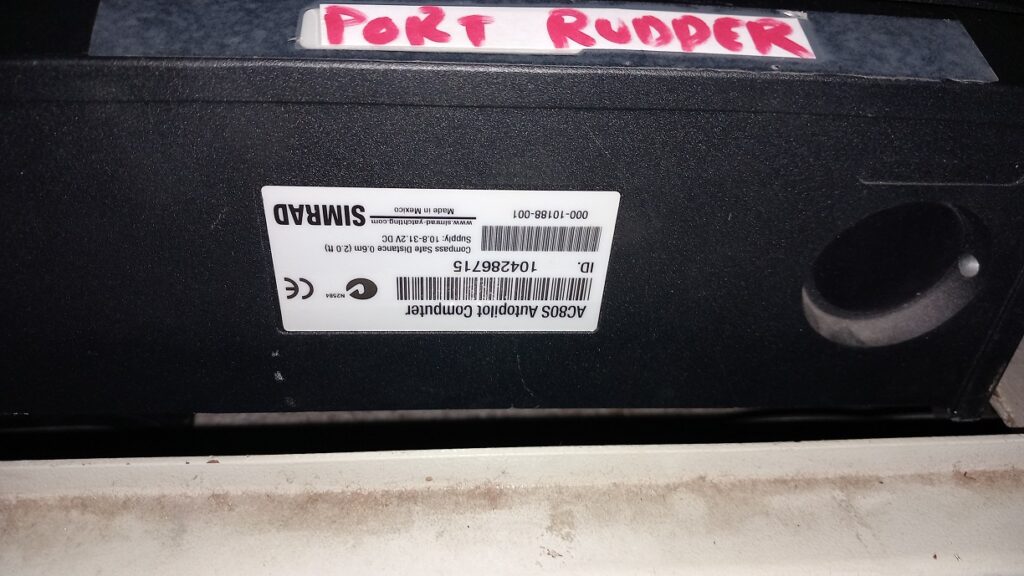 PORT RUDDER
AC80S Autopilot Computer
ID. 104286715
N2584
CE
Compass Safe Distance 0.6m (2.0 ft)
Supply: 10.8-31.2V DC
www.simrad-yachting.com
Made in Mexico
000-10188-001
SIMRAD